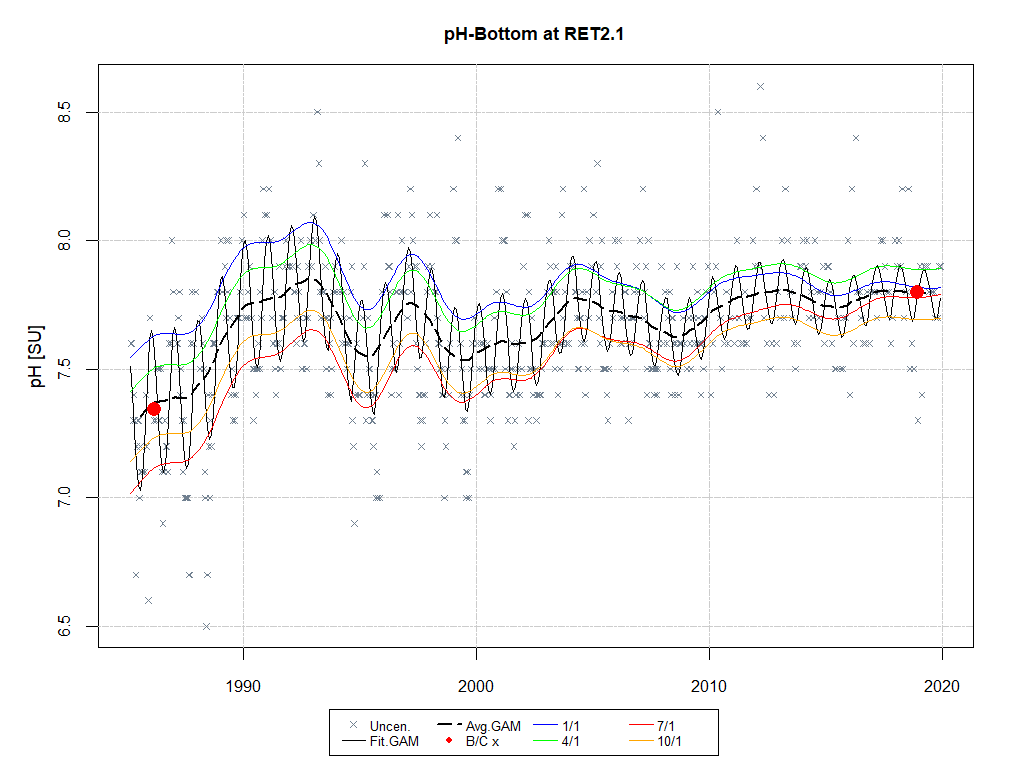 pH-Bottom at RET2.1
pH [SU]
8.5
8.0
7.5
7.0
6.5
1990 2000 2010 2020
Uncen. Avg.GAM 1/1 7/1
Fit.GAM B/C x 4/1 10/1